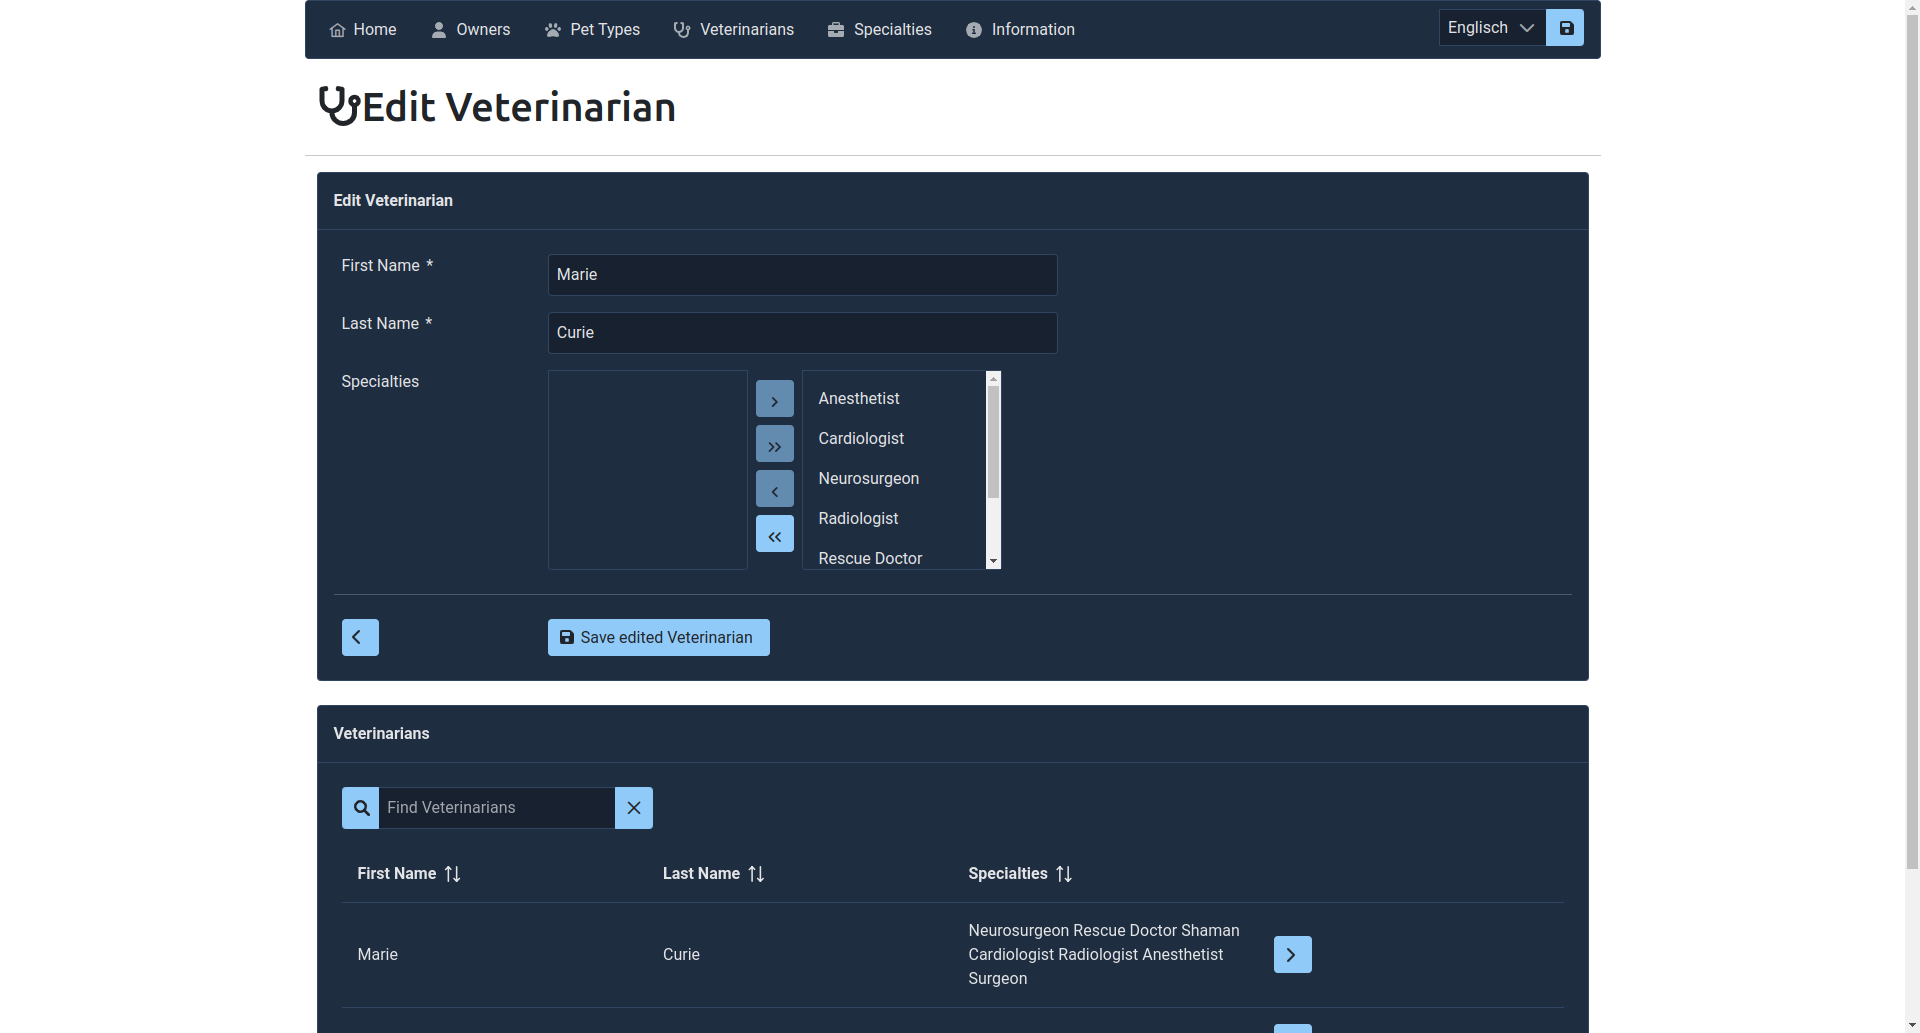 Home Owners Pet Types Veterinarians Specialties Information Englisch
Edit Veterinarian
Edit Veterinarian
First Name *
Marie
Last Name *
Curie
Specialties
Anesthetist
Cardiologist
Neurosurgeon
Radiologist
Rescue Doctor
Save edited Veterinarian
Veterinarians
Find Veterinarians
First Name Last Name Specialties
Marie Curie Neurosurgeon Rescue Doctor Shaman
Cardiologist Radiologist Anesthetist
Surgeon